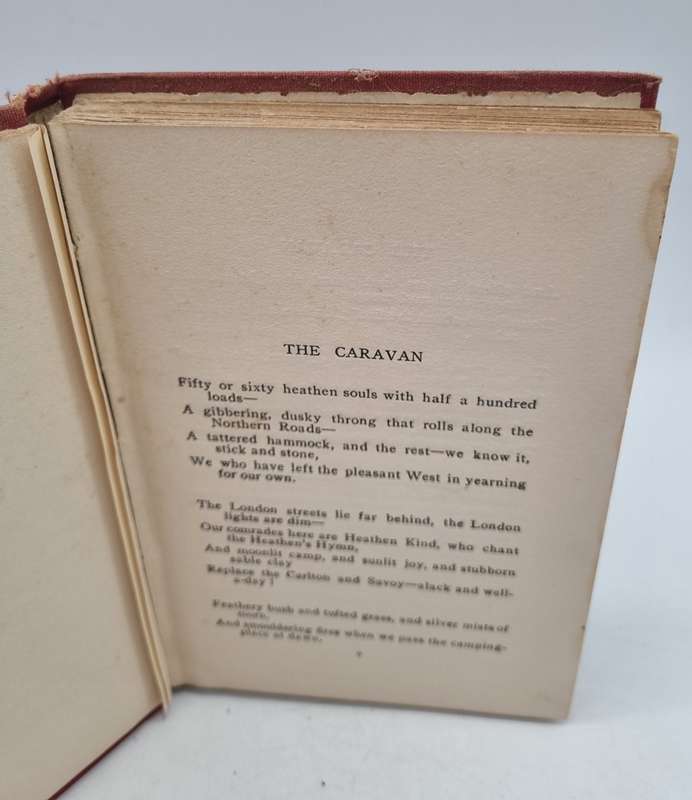 THE CARAVAN
Fifty or sixty heathen souls with half a hundred
loads—
A gibbering, dusky throng that rolls along the
Northern Roads—
A tattered hammock, and the rest—we know it,
stick and stone,
We who have left the pleasant West in yearning
for our own.
The London streets lie far behind, the London
lights are dim—
Our comrades here are Heathen Kind, who chant
the Heathen's Hymn,
And moonlit camp, and sunlit joy, and stubborn
sable clay
Replace the Carlton and Savoy—alack and well-
a-day!
Feathery bush and tufted grass, and silver mists of
And smouldering fires when we pass the camping-
place at dawn.